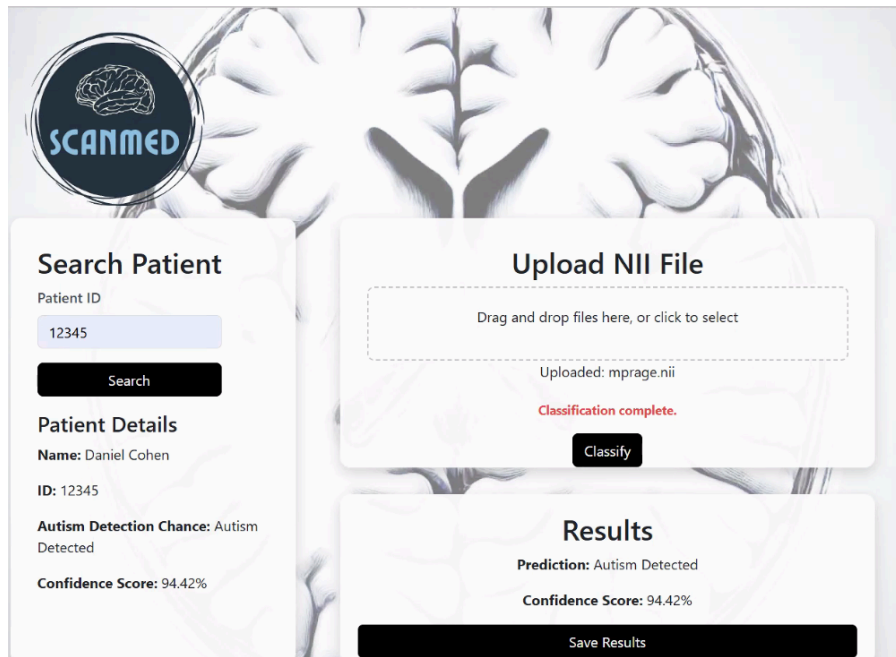 SCANMED
Search Patient
Patient ID
12345
Search
Patient Details
Name: Daniel Cohen
ID: 12345
Autism Detection Chance: Autism
Detected
Confidence Score: 94.42%
Upload NII File
Drag and drop files here, or click to select
Uploaded: mprage.nii
Classification complete.
Classify
Results
Prediction: Autism Detected
Confidence Score: 94.42%
Save Results